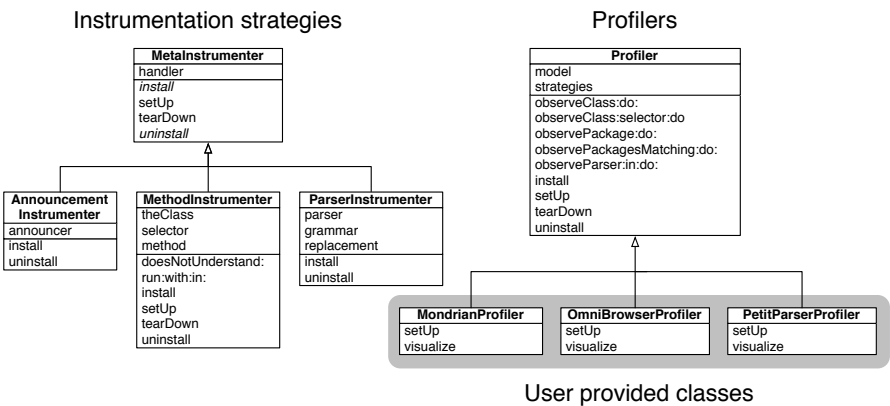 Instrumentation strategies
Profilers
MetaInstrumenter
handler
install
setUp
tearDown
uninstall
Announcement
Instrumenter
announcer
install
uninstall
MethodInstrumenter
theClass
selector
method
doesNotUnderstand:
run:with:in:
install
setUp
tearDown
uninstall
ParserInstrumenter
parser
grammar
replacement
install
uninstall
Profiler
model
strategies
observeClass:do:
observeClass:selector:do
observePackage:do:
observePackagesMatching:do:
observeParser:in:do:
install
setUp
tearDown
uninstall
MondrianProfiler
setUp
visualize
OmniBrowserProfiler
setUp
visualize
PetitParserProfiler
setUp
visualize
User provided classes